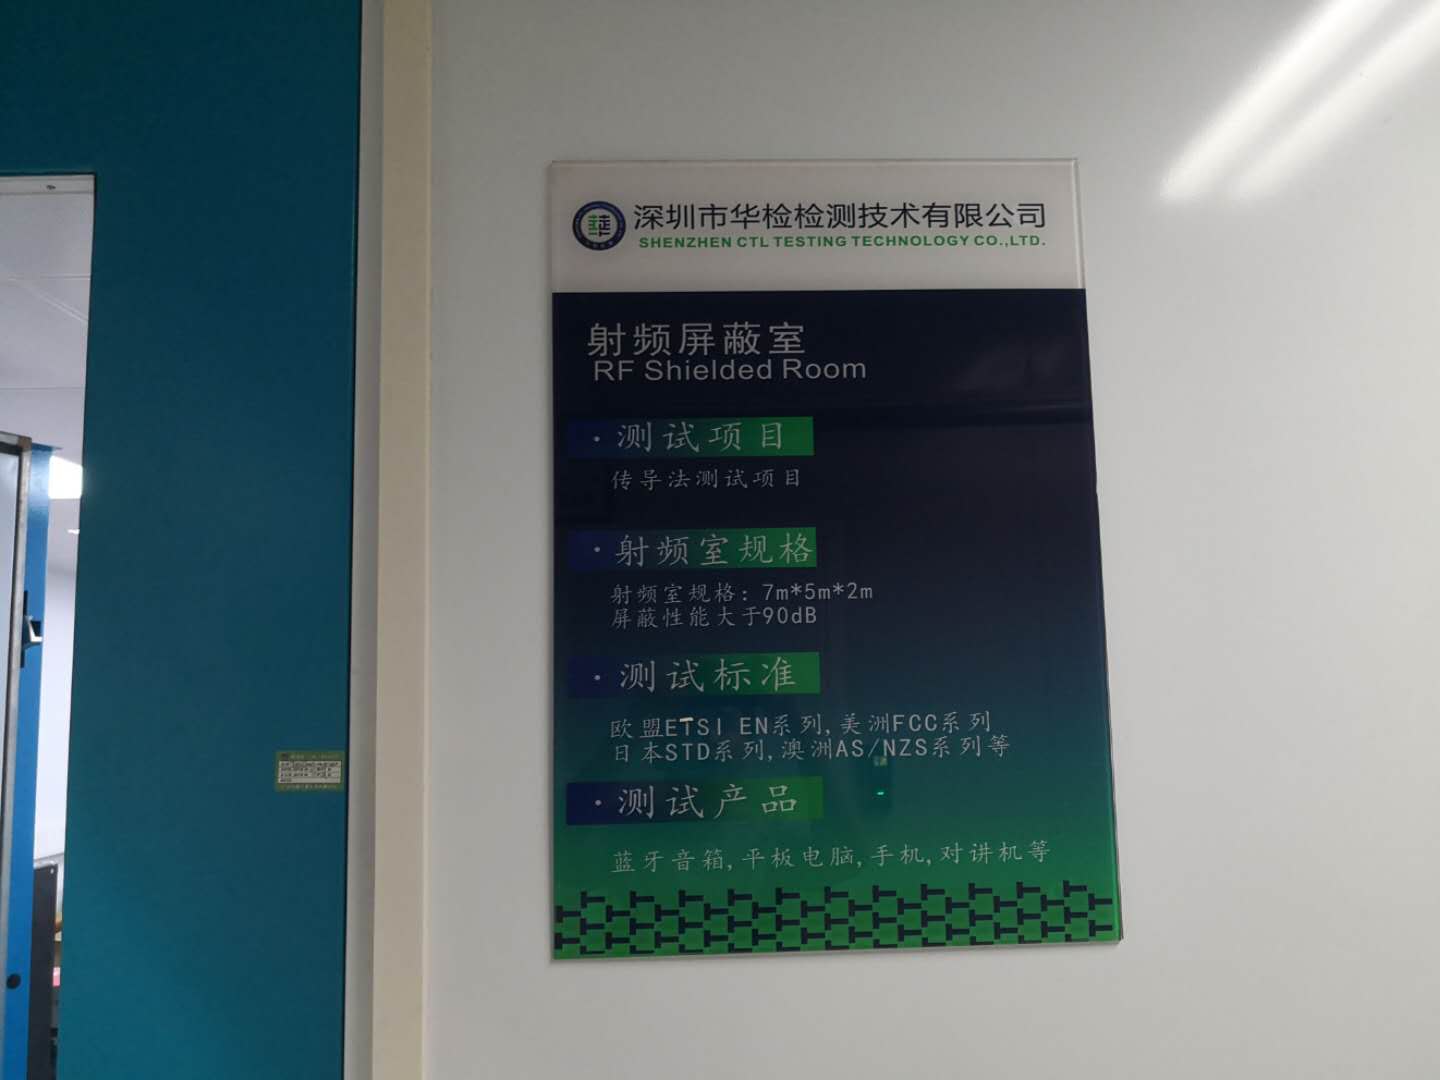 深圳市华检检测技术有限公司
SHENZHEN CTL TESTING TECHNOLOGY CO.,LTD.
射频屏蔽室
RF Shielded Room
·测试项目
传导法测试项目
·射频室规格
射频室规格: 7m*5m*2m
屏蔽性能大于90dB
·测试标准
欧盟ETSI EN系列,美洲FCC系列
日本STD系列,澳洲AS/NZS系列等
·测试产品
蓝牙音箱,平板电脑,手机,对讲机等